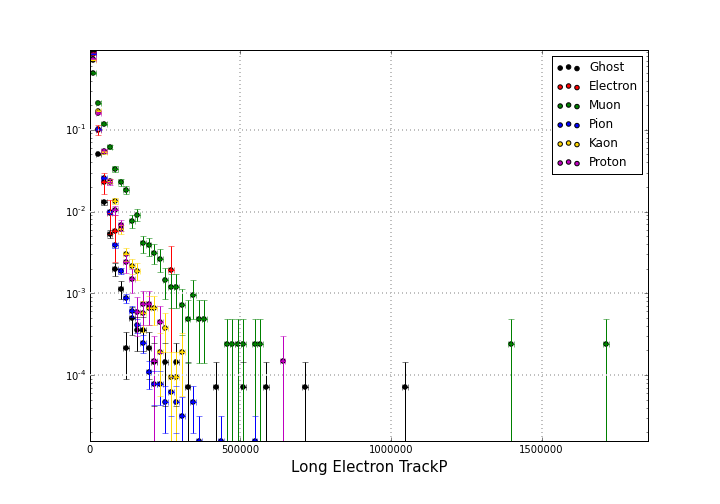 Ghost
Electron
Muon
Pion
Kaon
Proton
10^-1
10^-2
10^-3
10^-4
0 500000 1000000 1500000
Long Electron TrackP